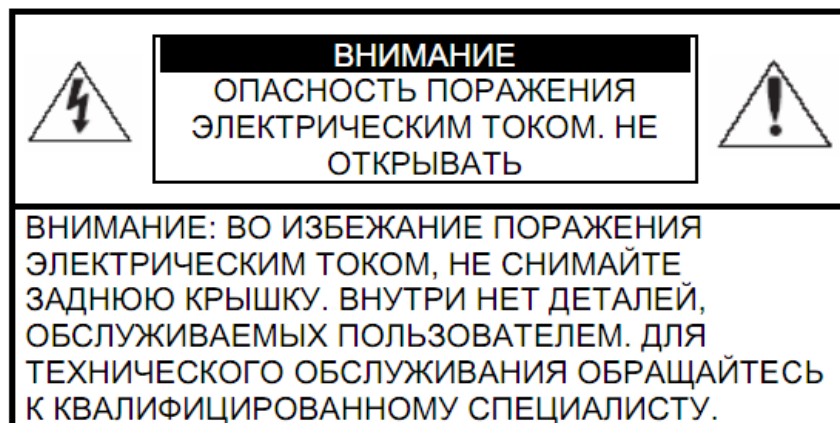 ВНИМАНИЕ
ОПАСНОСТЬ ПОРАЖЕНИЯ
ЭЛЕКТРИЧЕСКИМ ТОКОМ. НЕ
ОТКРЫВАТЬ
ВНИМАНИЕ: ВО ИЗБЕЖАНИЕ ПОРАЖЕНИЯ
ЭЛЕКТРИЧЕСКИМ ТОКОМ, НЕ СНИМАЙТЕ
ЗАДНЮЮ КРЫШКУ. ВНУТРИ НЕТ ДЕТАЛЕЙ,
ОБСЛУЖИВАЕМЫХ ПОЛЬЗОВАТЕЛЕМ. ДЛЯ
ТЕХНИЧЕСКОГО ОБСЛУЖИВАНИЯ ОБРАЩАЙТЕСЬ
К КВАЛИФИЦИРОВАННОМУ СПЕЦИАЛИСТУ.